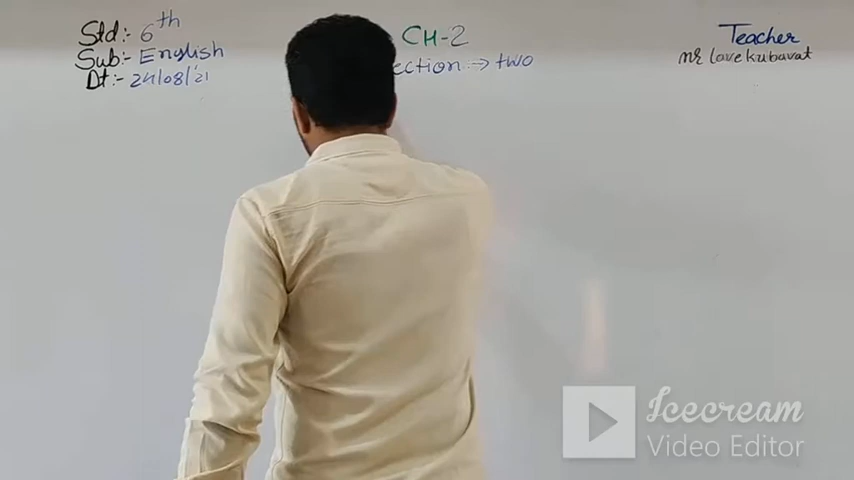 Std:- 6th
Sub:- English
Dt:- 24/08/21
CH-2
ection -> two
Teacher
mr love kubavat
Icecream
Video Editor